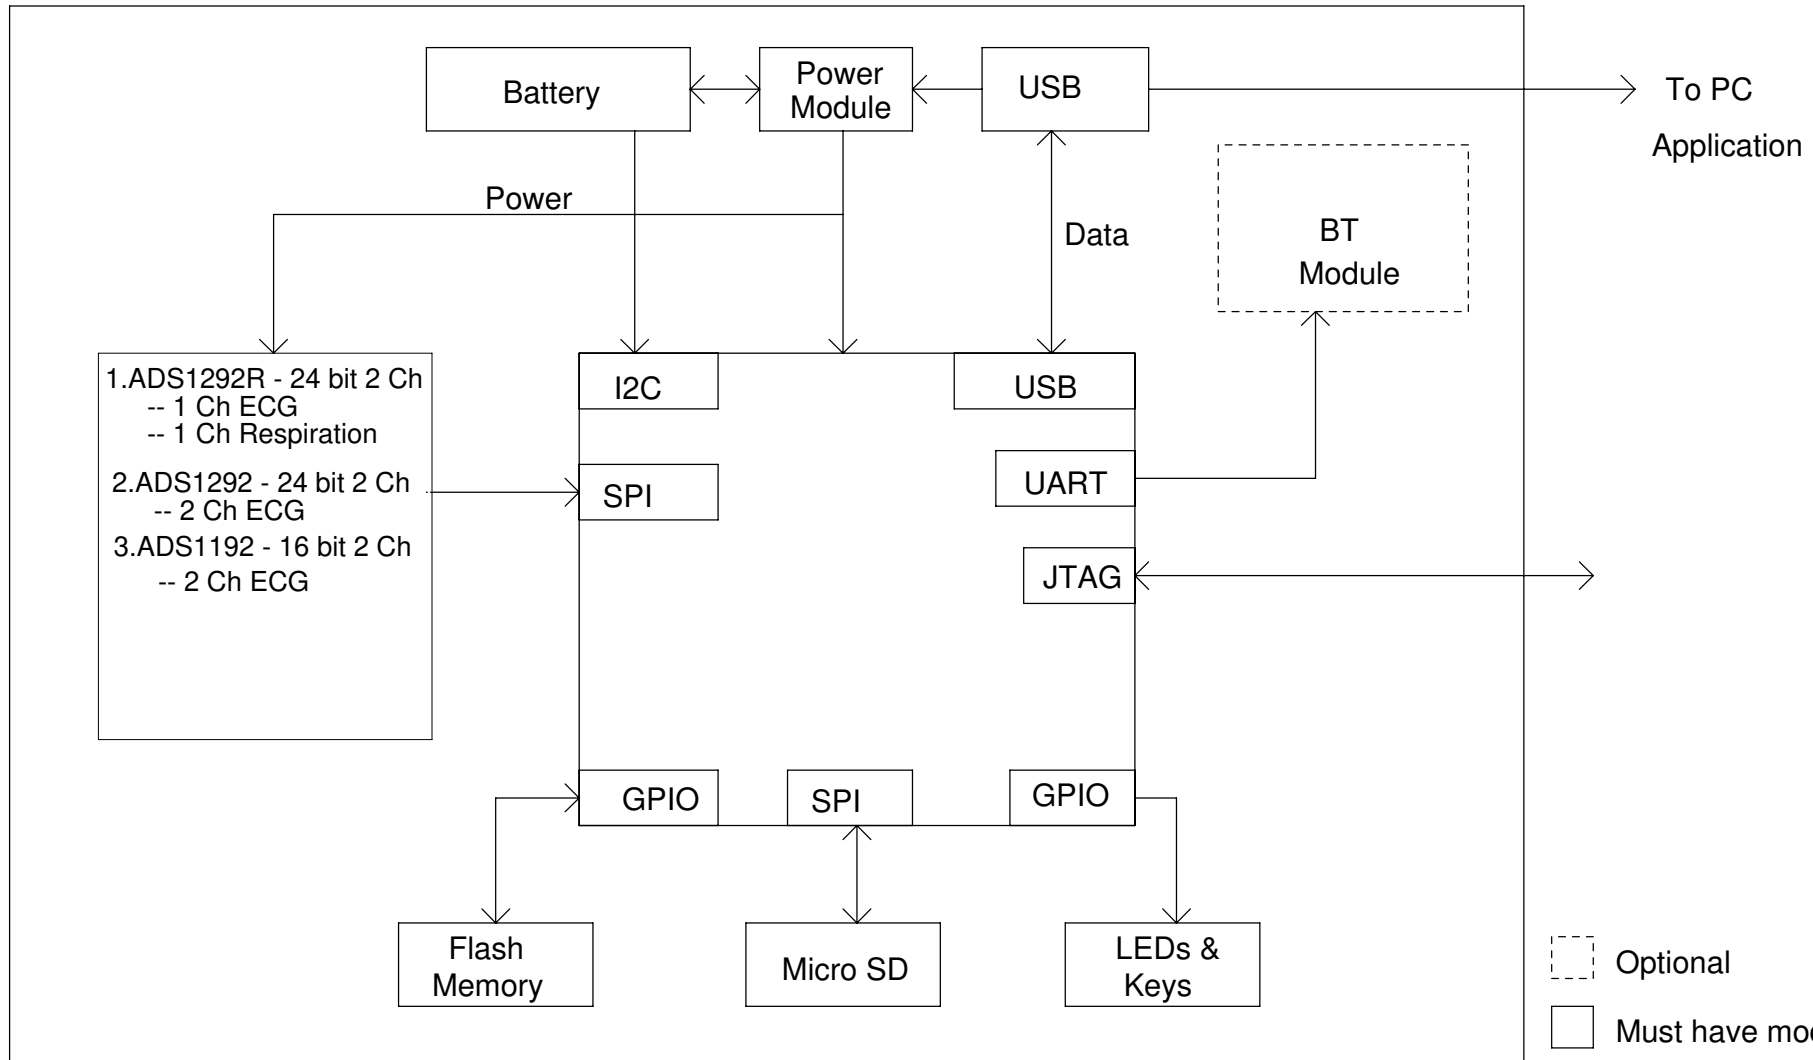 Battery
Power
Module
USB
To PC
Application
Power
Data
BT
Module
1.ADS1292R - 24 bit 2 Ch
-- 1 Ch ECG
-- 1 Ch Respiration
2.ADS1292 - 24 bit 2 Ch
-- 2 Ch ECG
3.ADS1192 - 16 bit 2 Ch
-- 2 Ch ECG
I2C
USB
SPI
UART
JTAG
GPIO
SPI
GPIO
Flash
Memory
Micro SD
LEDs &
Keys
Optional
Must have